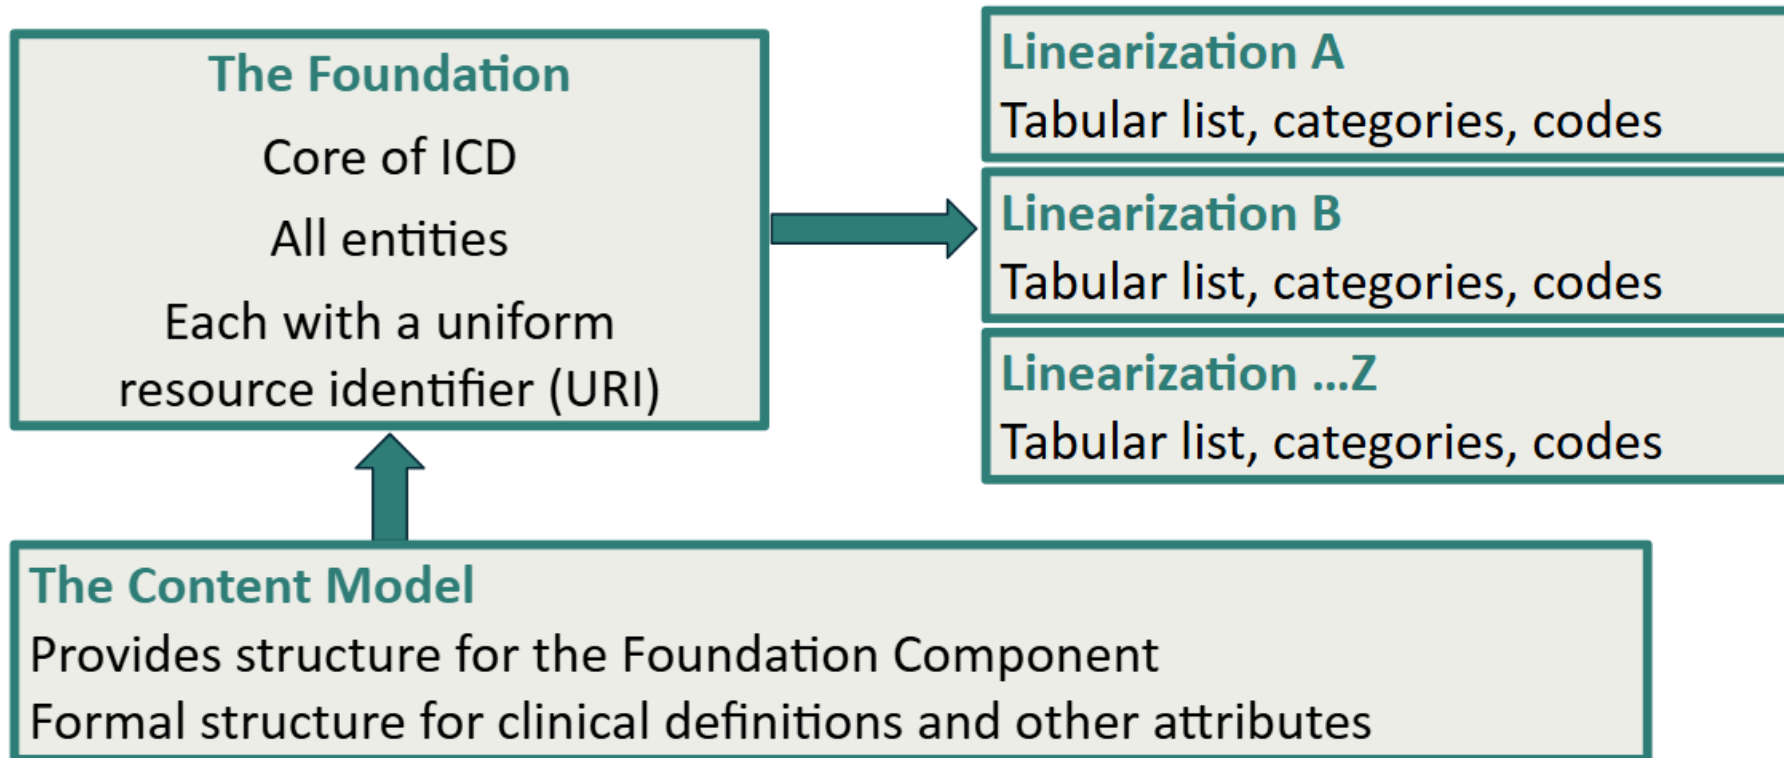 The Foundation
Core of ICD
All entities
Each with a uniform
resource identifier (URI)
Linearization A
Tabular list, categories, codes
Linearization B
Tabular list, categories, codes
Linearization ...Z
Tabular list, categories, codes
The Content Model
Provides structure for the Foundation Component
Formal structure for clinical definitions and other attributes